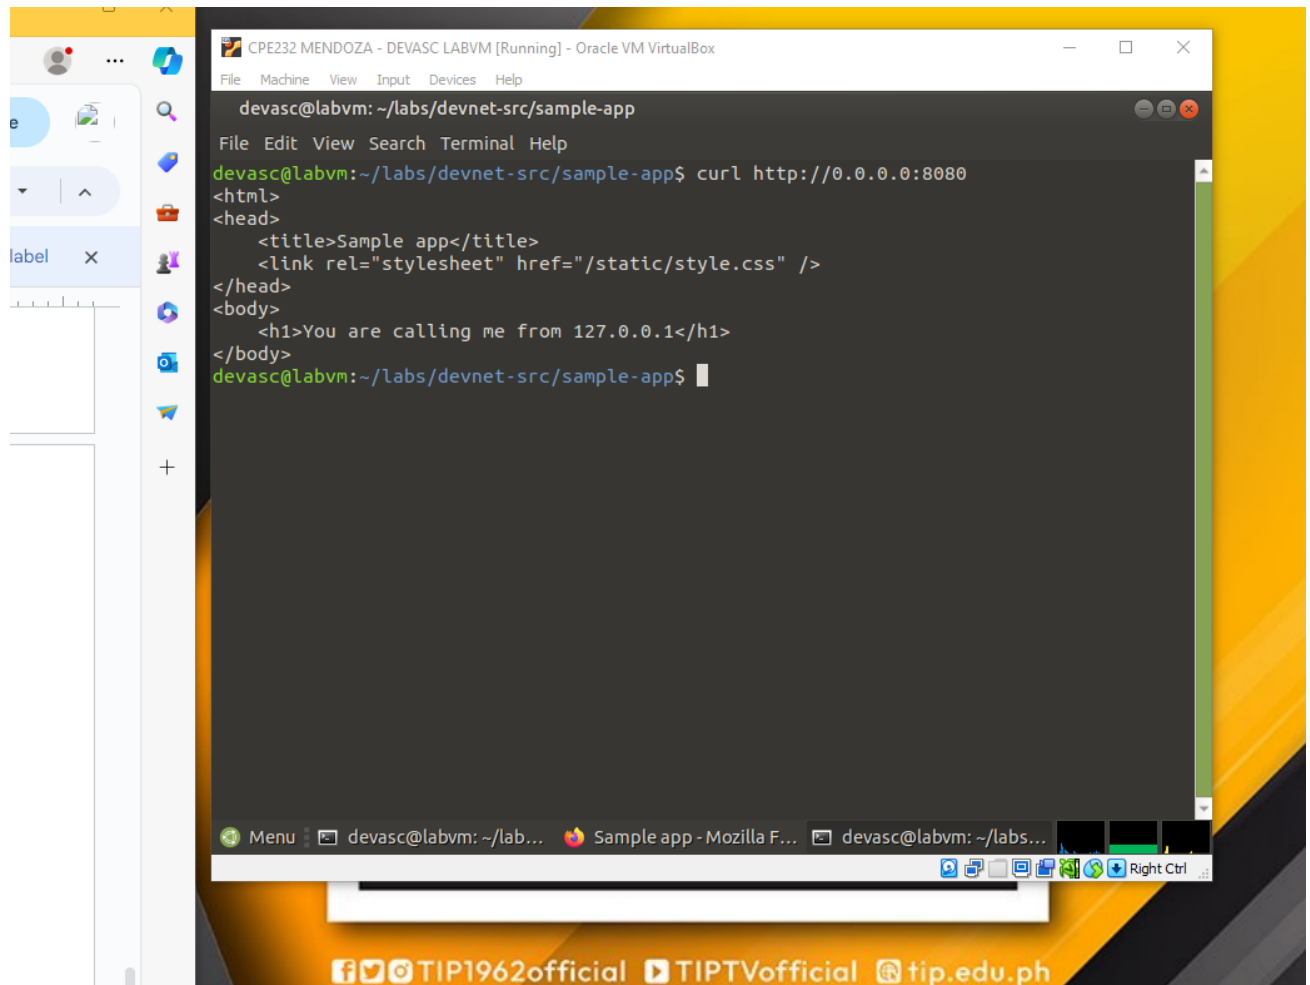 CPE232 MENDOZA - DEVASC LABVM [Running] - Oracle VM VirtualBox
File Machine View Input Devices Help
devasc@labvm: ~/labs/devnet-src/sample-app
File Edit View Search Terminal Help
devasc@labvm:~/labs/devnet-src/sample-app$ curl http://0.0.0.0:8080
<html>
<head>
    <title>Sample app</title>
    <link rel="stylesheet" href="/static/style.css" />
</head>
<body>
    <h1>You are calling me from 127.0.0.1</h1>
</body>
devasc@labvm:~/labs/devnet-src/sample-app$
label
Menu devasc@labvm: ~/lab... Sample app - Mozilla F... devasc@labvm: ~/labs...
Right Ctrl
TIP1962official TIPTVofficial tip.edu.ph